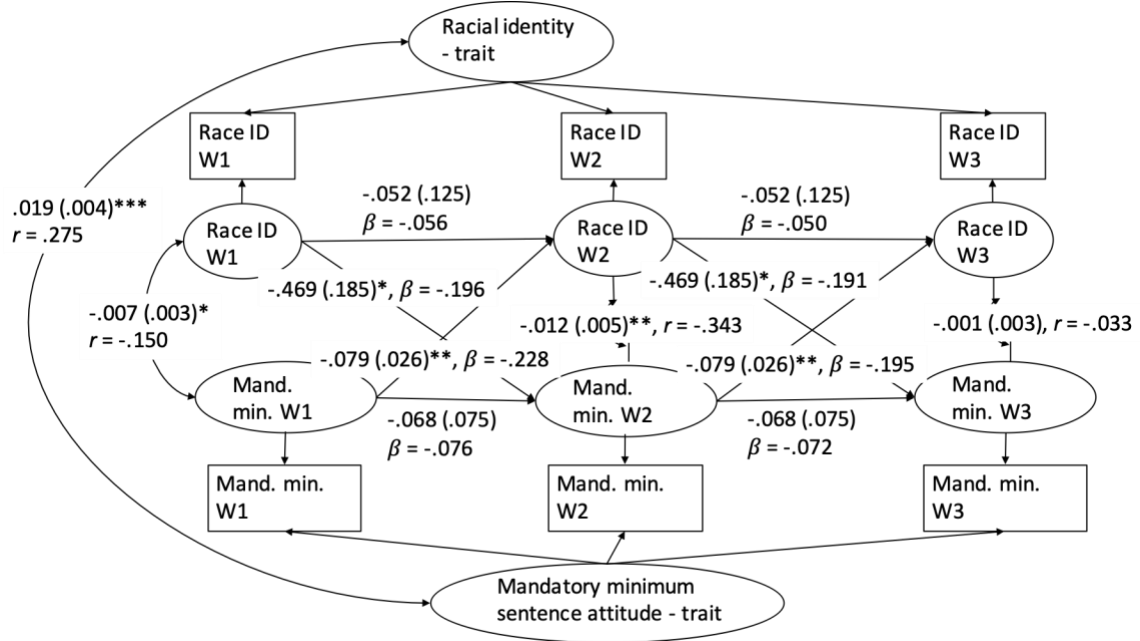 Racial identity
- trait
Race ID
W1
Race ID
W2
Race ID
W3
.019 (.004)***
r = .275
-.052 (.125)
β = -.056
-.052 (.125)
β = -.050
Race ID
W1
Race ID
W2
Race ID
W3
-.469 (.185)*, β = -.196
-.469 (.185)*, β = -.191
-.007 (.003)*
r = -.150
-.012 (.005)**, r = -.343
-.001 (.003), r = -.033
-.079 (.026)**, β = -.228
-.079 (.026)**, β = -.195
Mand.
min. W1
Mand.
min. W2
Mand.
min. W3
-.068 (.075)
β = -.076
-.068 (.075)
β = -.072
Mand. min.
W1
Mand. min.
W2
Mand. min.
W3
Mandatory minimum
sentence attitude - trait